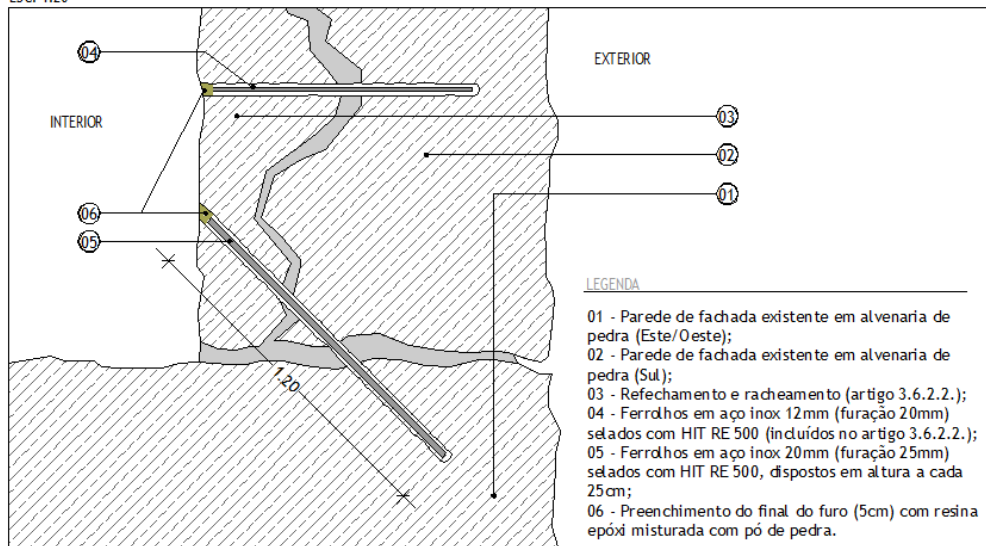 04
EXTERIOR
INTERIOR
03
02
01
06
05
1.20
LEGENDA
01 - Parede de fachada existente em alvenaria de
pedra (Este/Oeste);
02 - Parede de fachada existente em alvenaria de
pedra (Sul);
03 - Refechamento e racheamento (artigo 3.6.2.2.);
04 - Ferrolhos em aço inox 12mm (furação 20mm)
selados com HIT RE 500 (incluídos no artigo 3.6.2.2.);
05 - Ferrolhos em aço inox 20mm (furação 25mm)
selados com HIT RE 500, dispostos em altura a cada
25cm;
06 - Preenchimento do final do furo (5cm) com resina
epóxi misturada com pó de pedra.